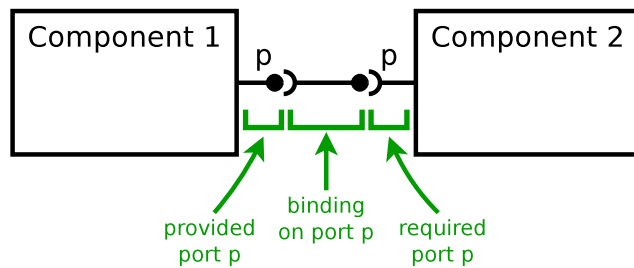 Component 1
Component 2
p
p
provided
port p
binding
on port p
required
port p